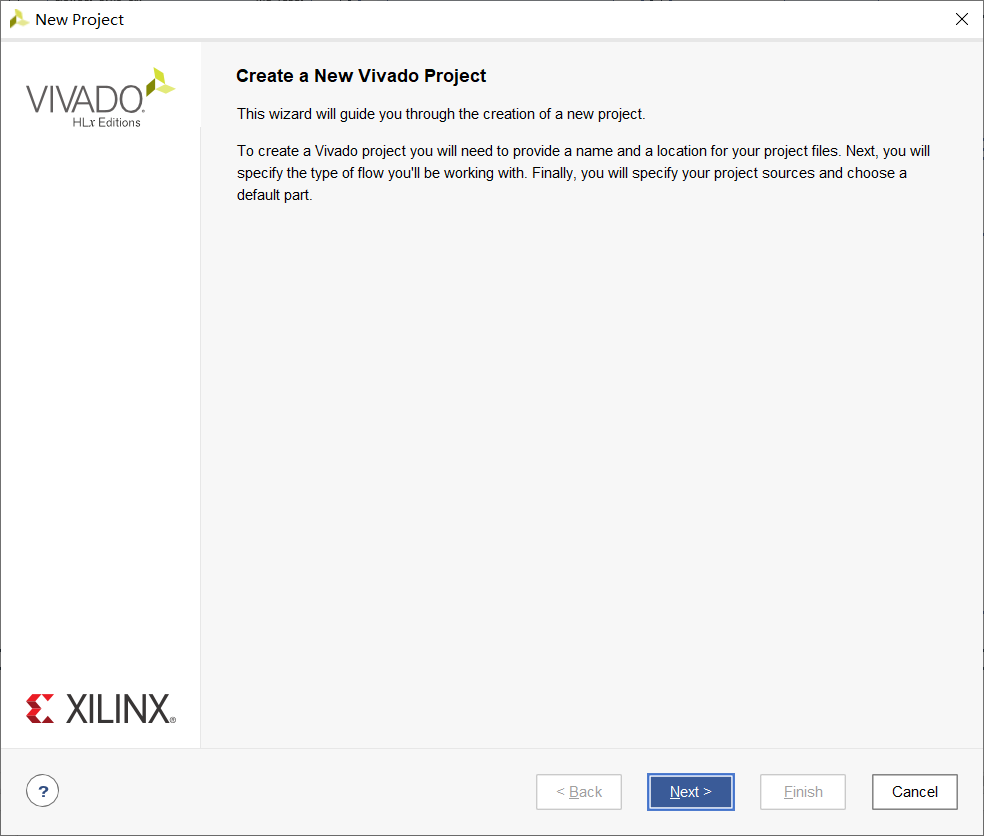 New Project
VIVADO
HLx Editions
Create a New Vivado Project
This wizard will guide you through the creation of a new project.
To create a Vivado project you will need to provide a name and a location for your project files. Next, you will
specify the type of flow you'll be working with. Finally, you will specify your project sources and choose a
default part.
XILINX®
?
< Back
Next >
Finish
Cancel